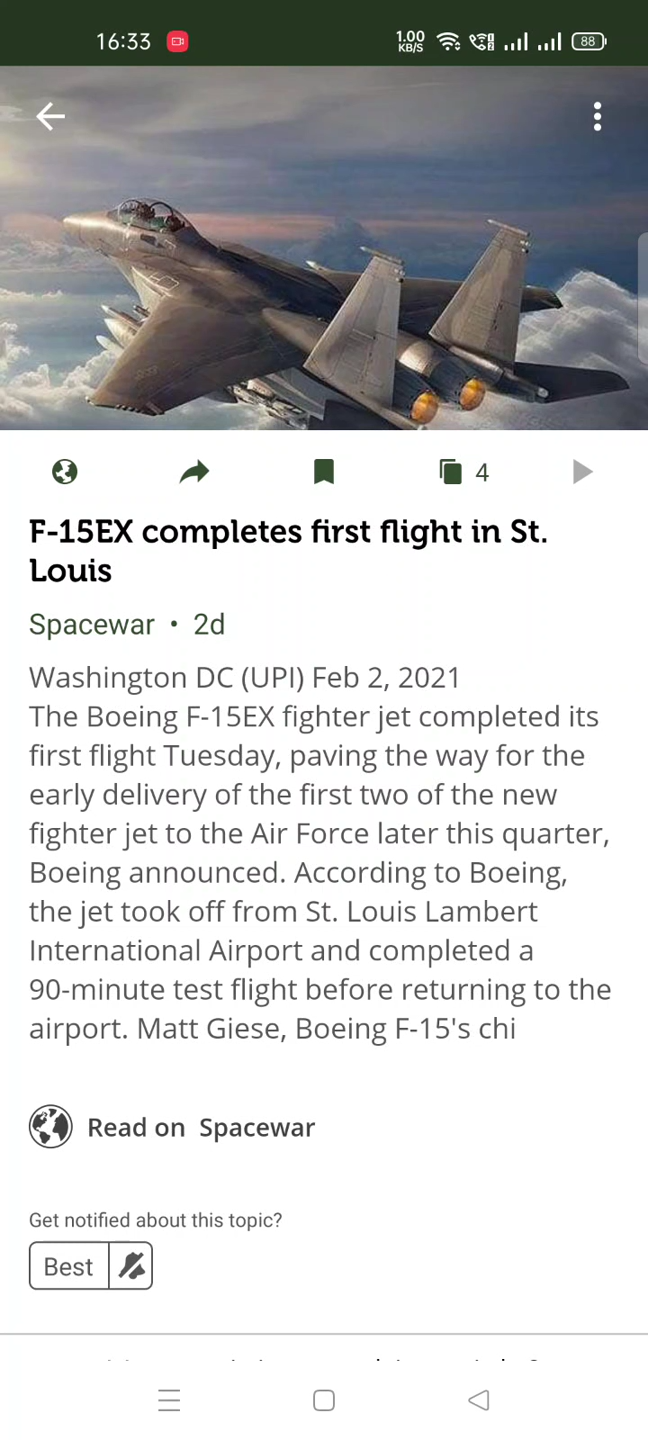 16:33
1.00
KB/S
88
4
F-15EX completes first flight in St.
Louis
Spacewar • 2d
Washington DC (UPI) Feb 2, 2021
The Boeing F-15EX fighter jet completed its
first flight Tuesday, paving the way for the
early delivery of the first two of the new
fighter jet to the Air Force later this quarter,
Boeing announced. According to Boeing,
the jet took off from St. Louis Lambert
International Airport and completed a
90-minute test flight before returning to the
airport. Matt Giese, Boeing F-15's chi
Read on Spacewar
Get notified about this topic?
Best